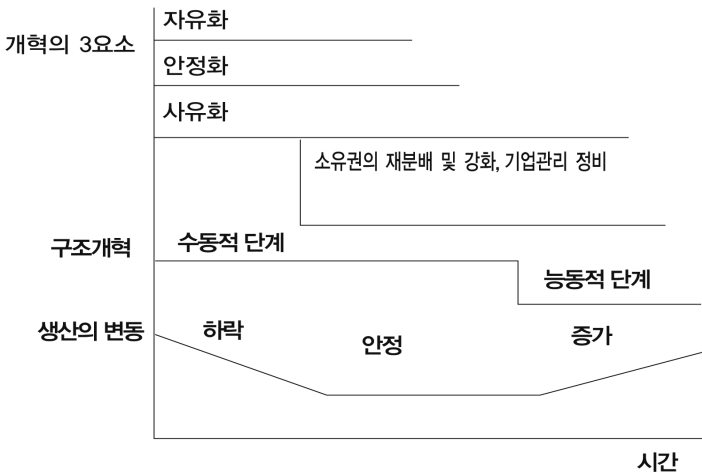 자유화
개혁의 3요소
안정화
사유화
소유권의 재분배 및 강화, 기업관리 정비
구조개혁
수동적 단계
능동적 단계
생산의 변동
하락
안정
증가
시간